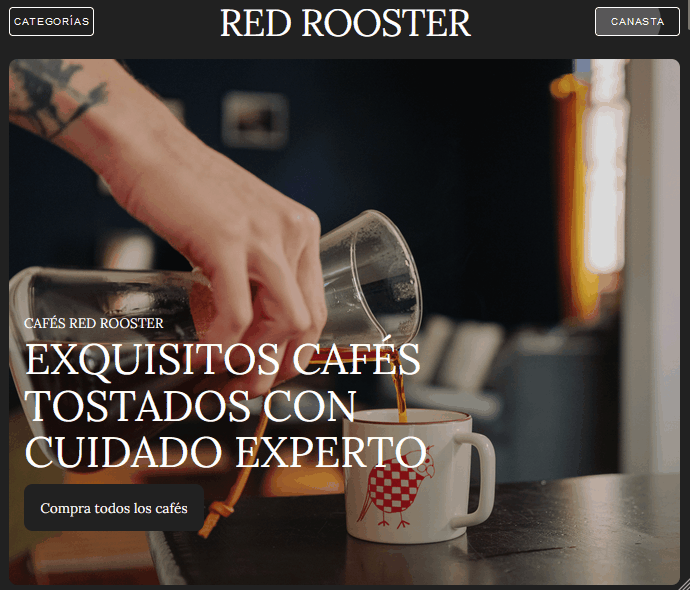 CATEGORÍAS
RED ROOSTER
CANASTA
CAFÉS RED ROOSTER
EXQUISITOS CAFÉS
TOSTADOS CON
CUIDADO EXPERTO
Compra todos los cafés